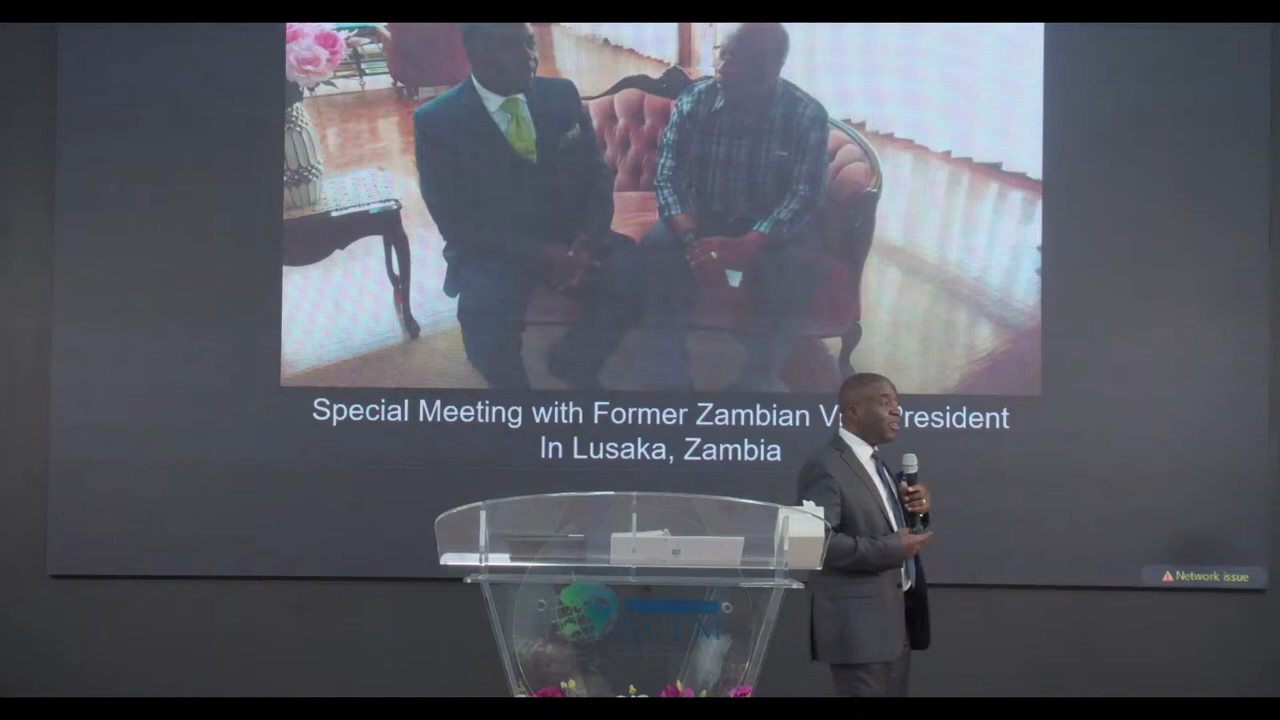 Special Meeting with Former Zambian V President
In Lusaka, Zambia
Network issue